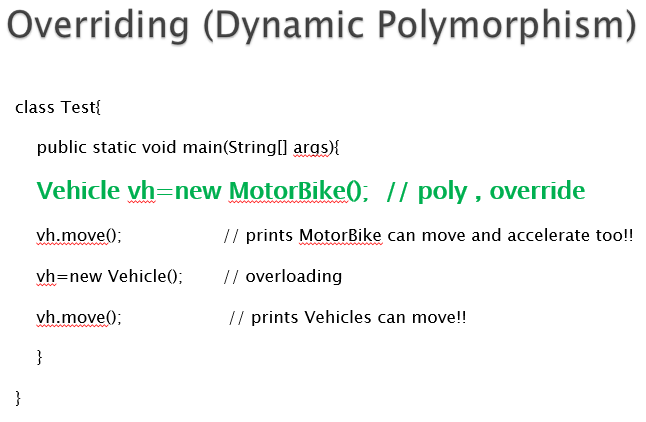 Overriding (Dynamic Polymorphism)
class Test{
public static void main(String[] args){
Vehicle vh=new MotorBike(); // poly , override
vh.move(); // prints MotorBike can move and accelerate too!!
vh=new Vehicle(); // overloading
vh.move(); // prints Vehicles can move!!
}
}